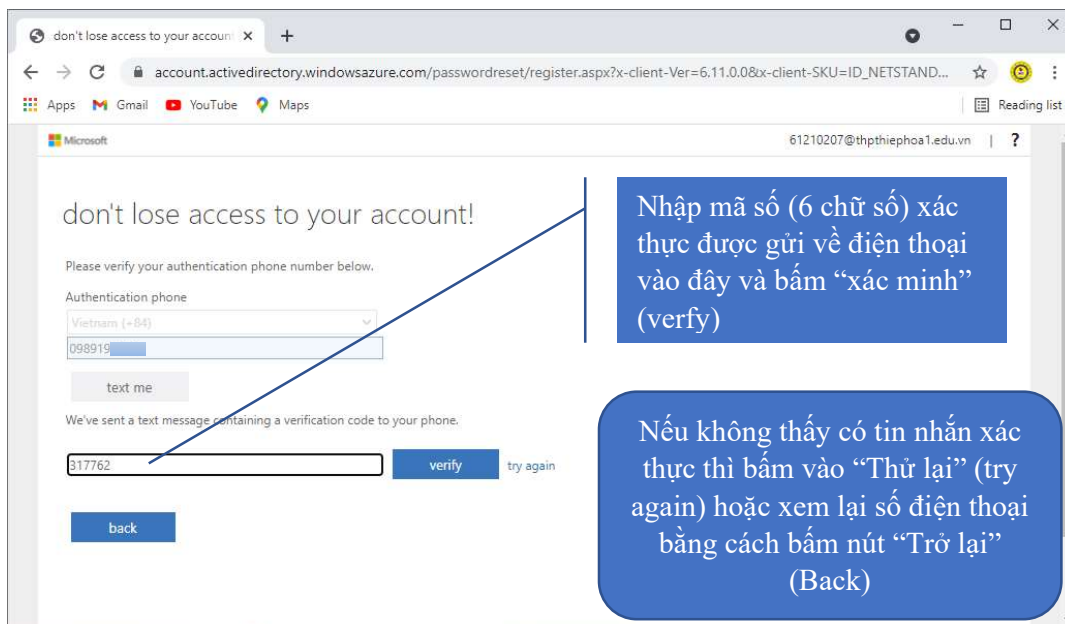 don't lose access to your accoun
account.activedirectory.windowsazure.com/passwordreset/register.aspx?x-client-Ver=6.11.0.0&x-client-SKU=ID_NETSTAND...
Apps Gmail YouTube Maps Reading list
Microsoft 61210207@thpthiephoa1.edu.vn | ?
don't lose access to your account!
Please verify your authentication phone number below.
Authentication phone
Vietnam (+84)
098919
text me
We've sent a text message containing a verification code to your phone.
317762 verify try again
back
Nhập mã số (6 chữ số) xác
thực được gửi về điện thoại
vào đây và bấm “xác minh”
(verfy)
Nếu không thấy có tin nhắn xác
thực thì bấm vào “Thử lại” (try
again) hoặc xem lại số điện thoại
bằng cách bấm nút “Trở lại”
(Back)